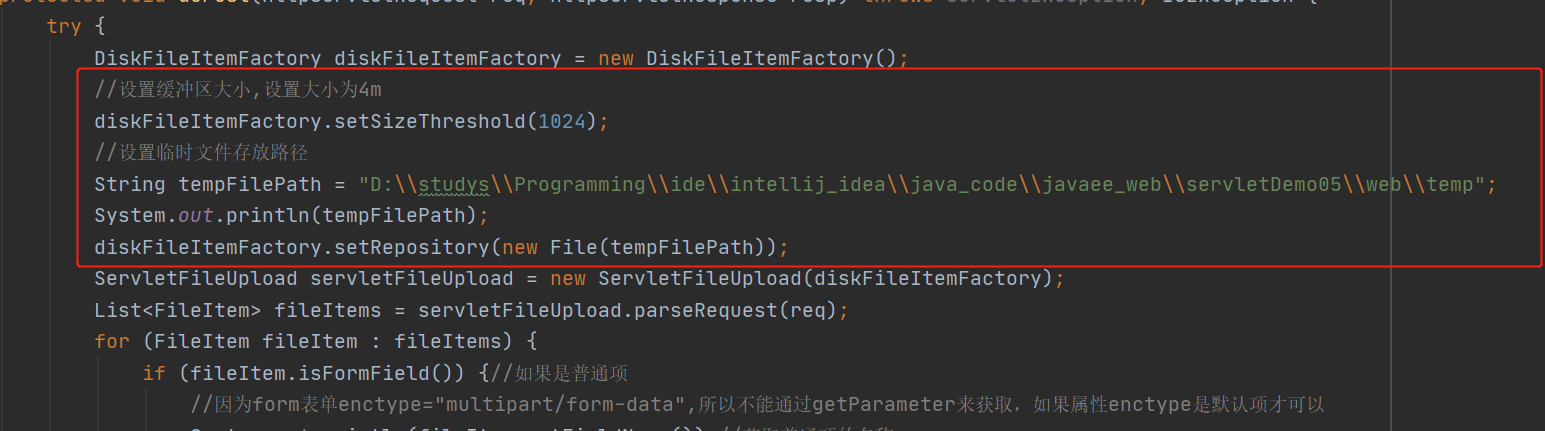 try {
DiskFileItemFactory diskFileItemFactory = new DiskFileItemFactory();
//设置缓冲区大小,设置大小为4m
diskFileItemFactory.setSizeThreshold(1024);
//设置临时文件存放路径
String tempFilePath = "D:\\studys\\Programming\\ide\\intellij_idea\\java_code\\javaee_web\\servletDemo05\\web\\temp";
System.out.println(tempFilePath);
diskFileItemFactory.setRepository(new File(tempFilePath));
ServletFileUpload servletFileUpload = new ServletFileUpload(diskFileItemFactory);
List<FileItem> fileItems = servletFileUpload.parseRequest(req);
for (FileItem fileItem : fileItems) {
if (fileItem.isFormField()) {//如果是普通项
//因为form表单enctype="multipart/form-data",所以不能通过getParameter来获取，如果属性enctype是默认项才可以